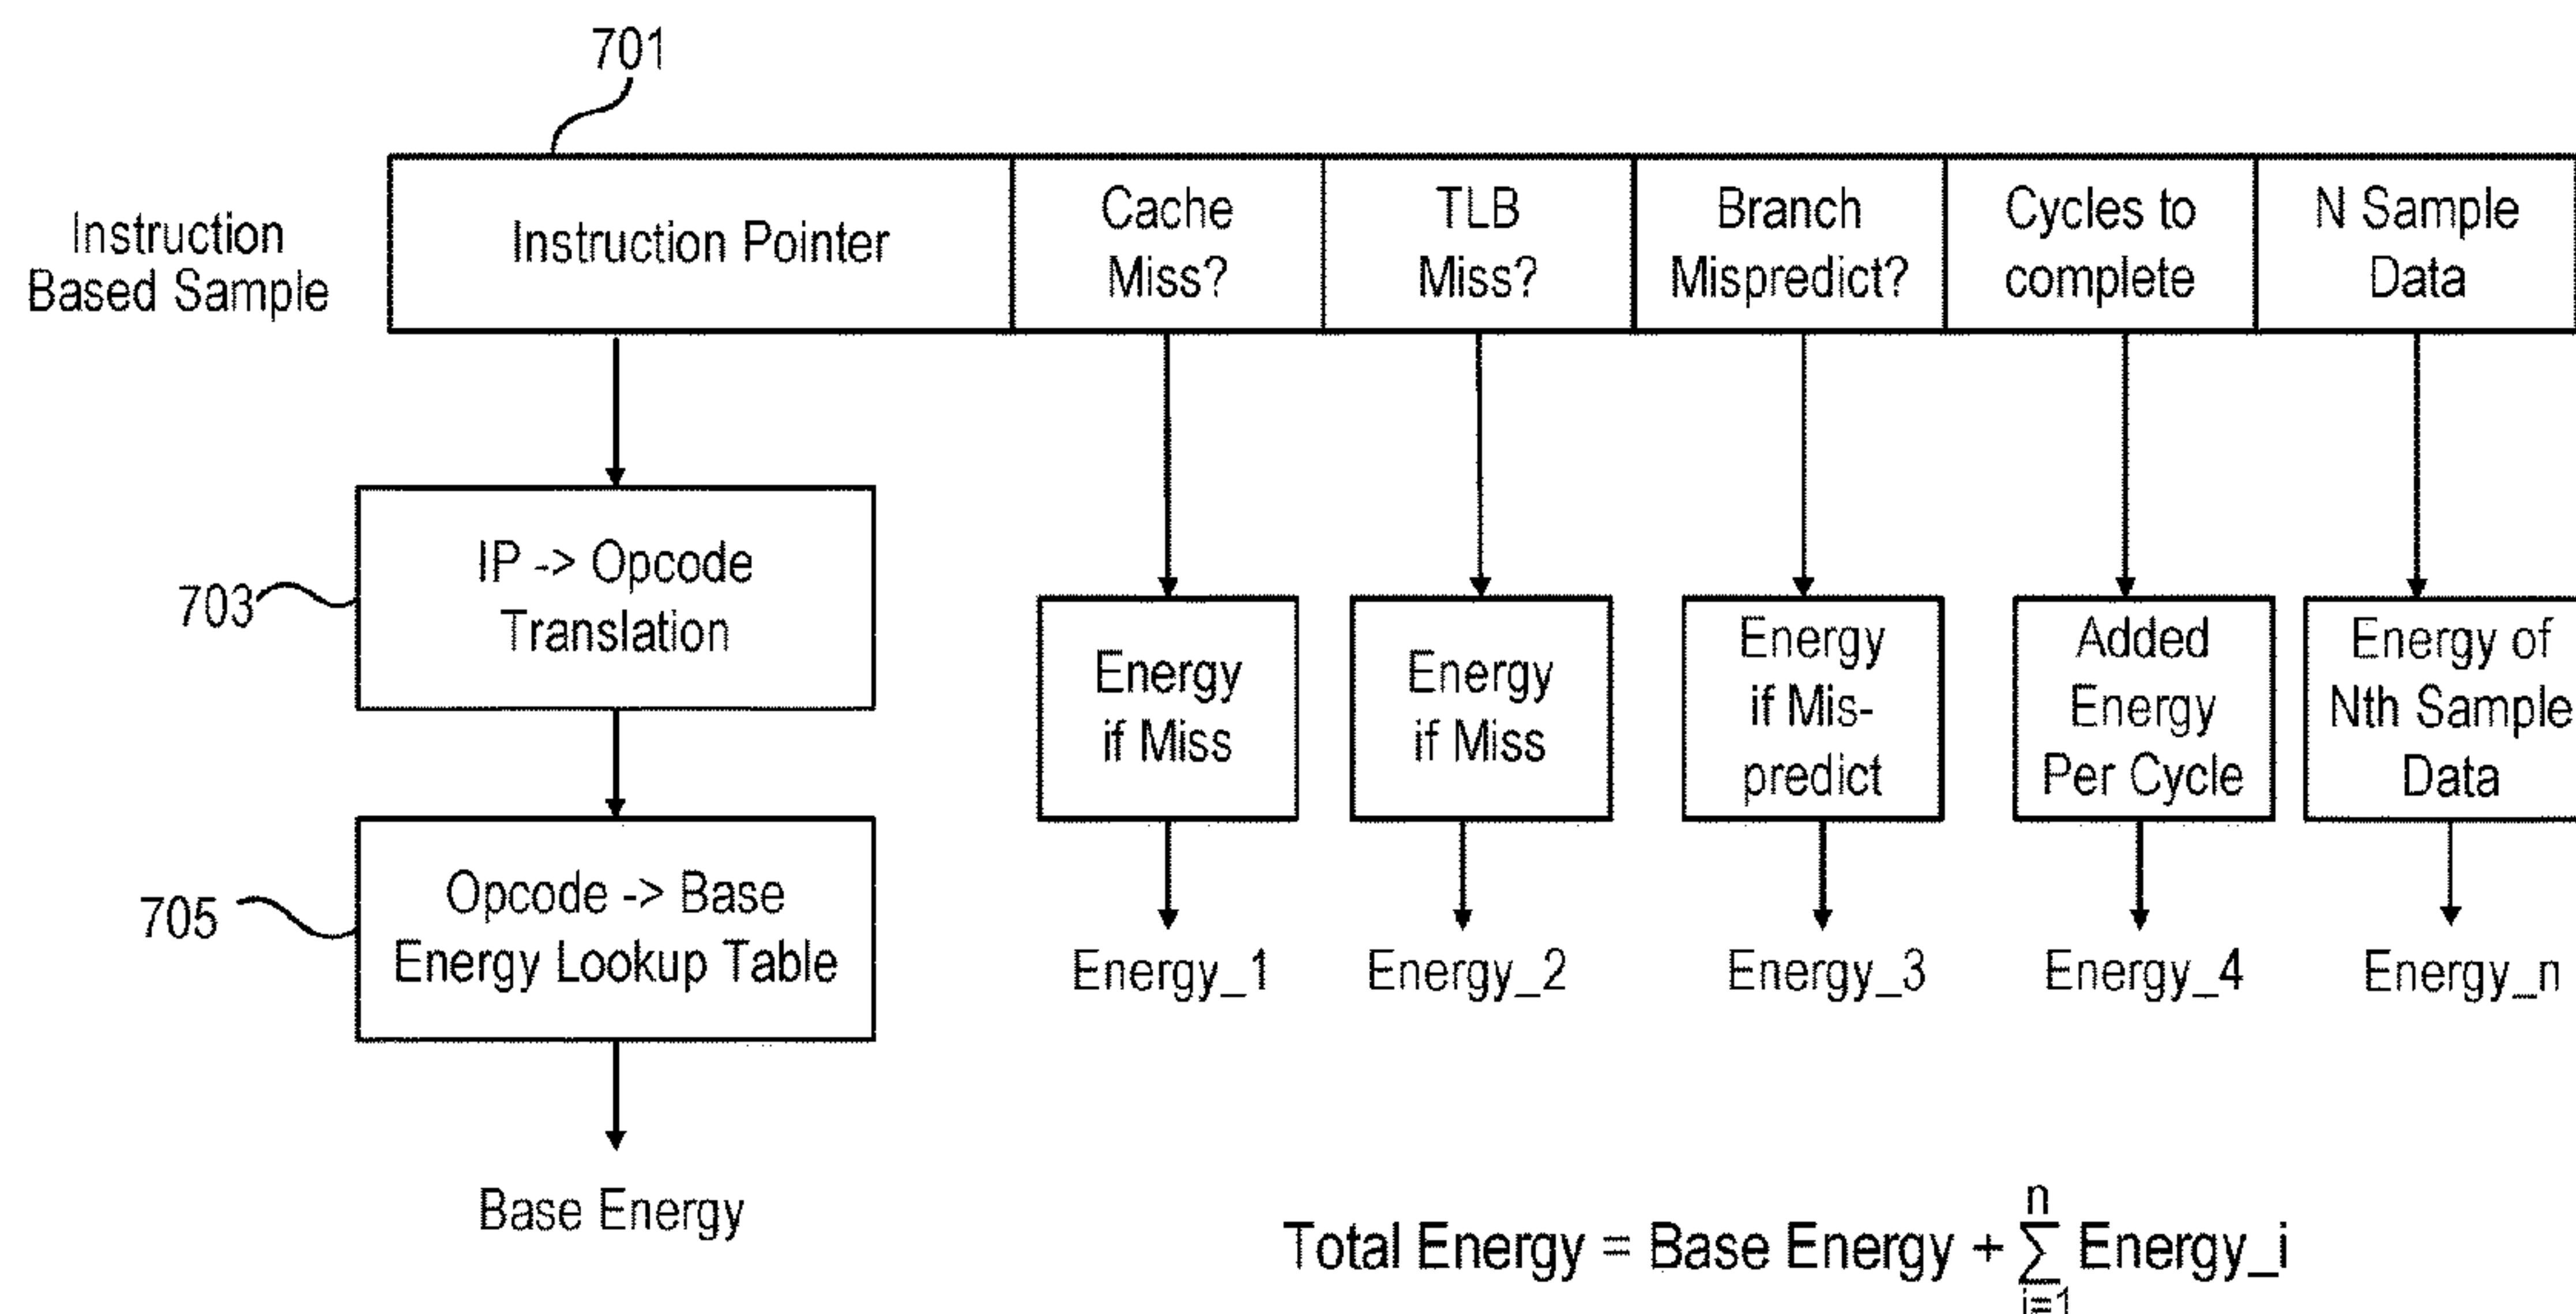 701
Instruction
Based Sample
Instruction Pointer
Cache
Miss?
TLB
Miss?
Branch
Mispredict?
Cycles to
complete
N Sample
Data
703
IP -> Opcode
Translation
Energy
if Miss
Energy
if Miss
Energy
if Mis-
predict
Added
Energy
Per Cycle
Energy of
Nth Sample
Data
705
Opcode -> Base
Energy Lookup Table
Energy_1
Energy_2
Energy_3
Energy_4
Energy_n
Base Energy
Total Energy = Base Energy + n∑i=1 Energy_i